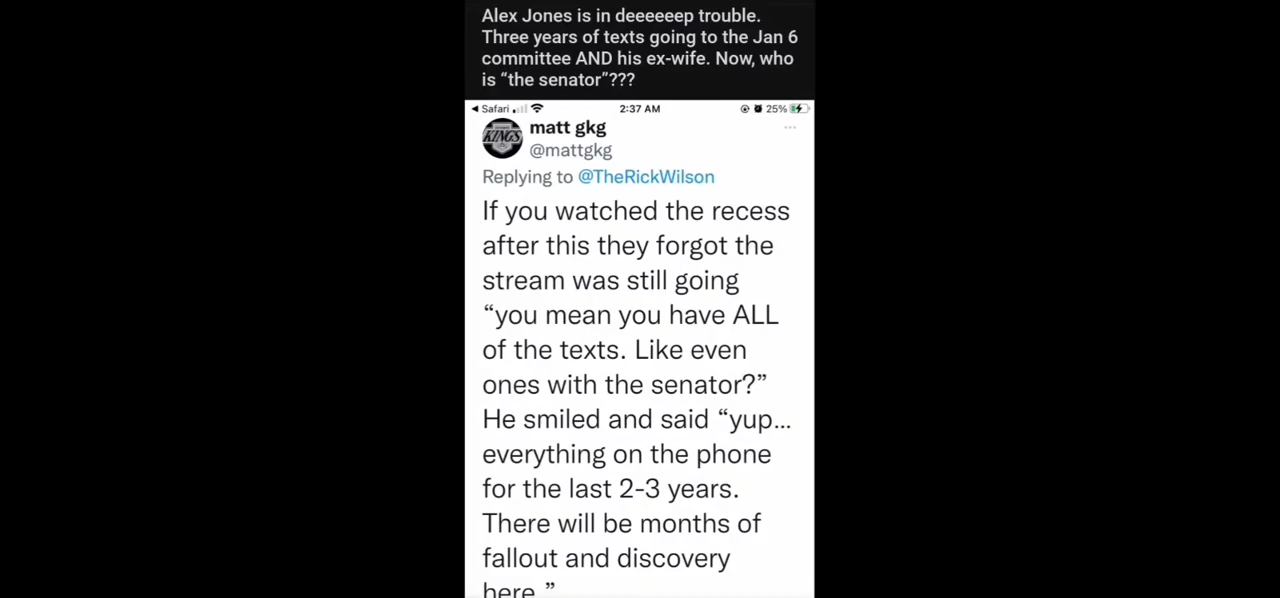 Alex Jones is in deeeeeep trouble.
Three years of texts going to the Jan 6
committee AND his ex-wife. Now, who
is “the senator”???
Safari 2:37 AM 25%
KINGS
matt gkg
@mattgkg
Replying to @TheRickWilson
If you watched the recess
after this they forgot the
stream was still going
“you mean you have ALL
of the texts. Like even
ones with the senator?”
He smiled and said “yup...
everything on the phone
for the last 2-3 years.
There will be months of
fallout and discovery
here.”